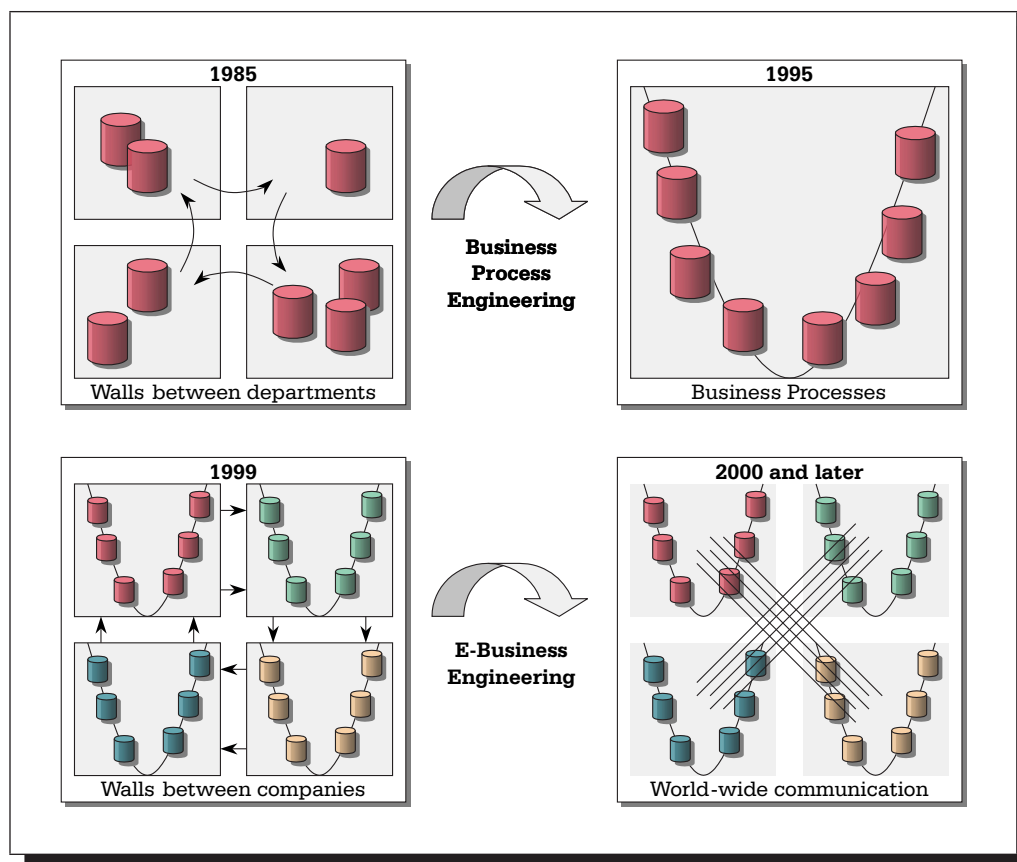 1985
1995
Business
Process
Engineering
Walls between departments
Business Processes
1999
2000 and later
E-Business
Engineering
Walls between companies
World-wide communication